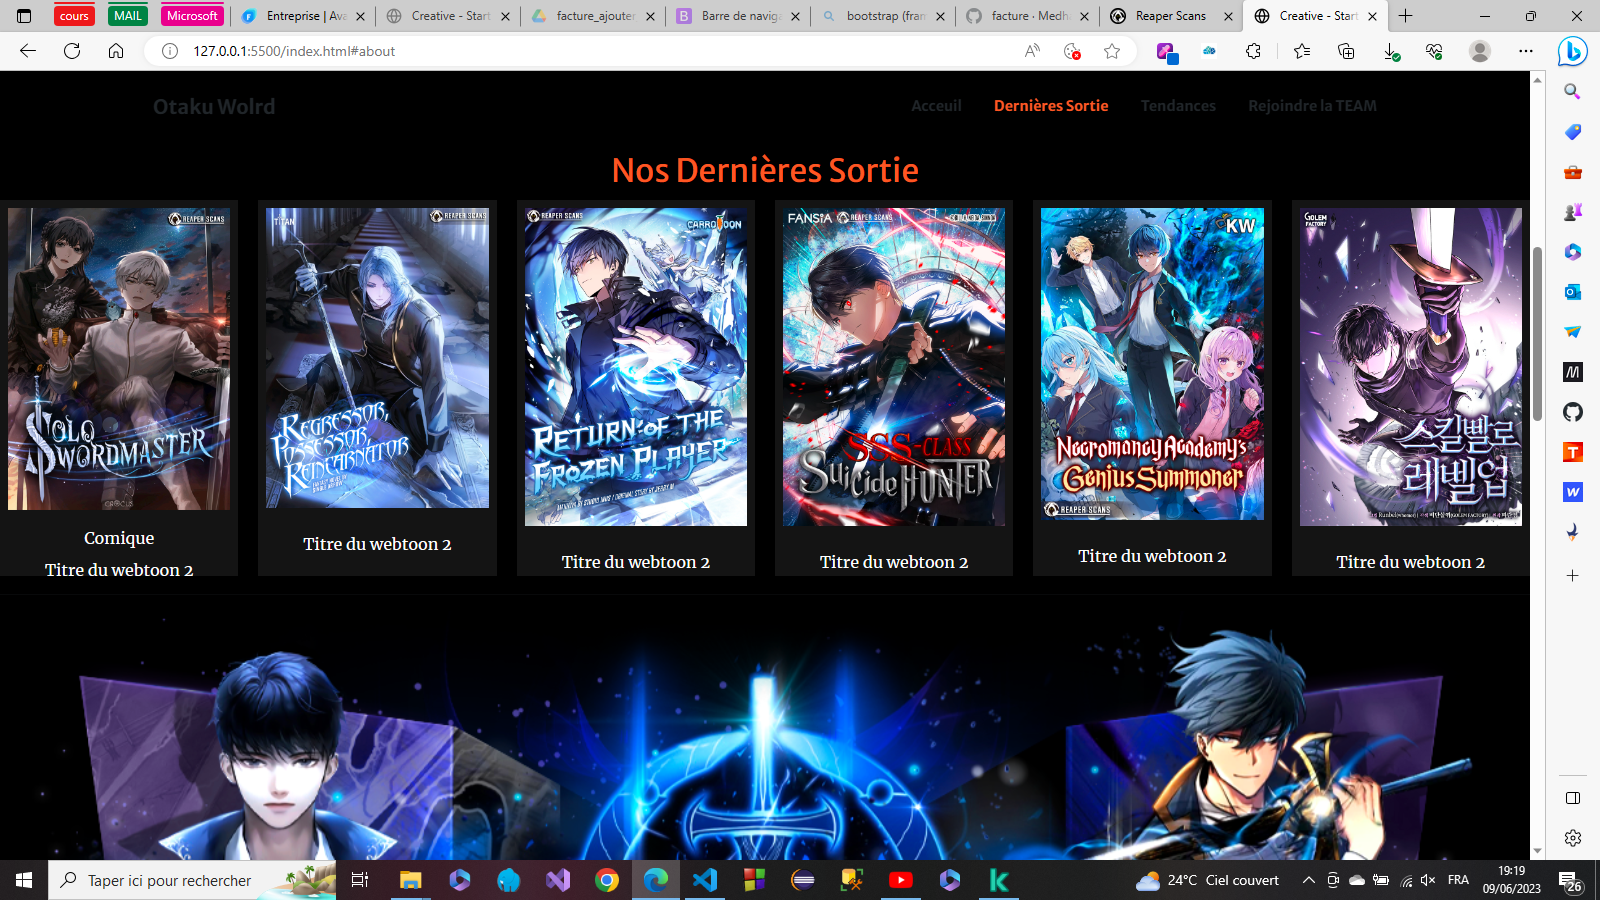 cours
MAIL
Microsoft
Entreprise | Ava
Creative - Start
facture_ajouter
Barre de naviga
bootstrap (fran
facture · Medha
Reaper Scans
Creative - Start
127.0.0.1:5500/index.html#about
Otaku Wolrd
Acceuil
Dernières Sortie
Tendances
Rejoindre la TEAM
Nos Dernières Sortie
REAPER SCANS
SOLO
SWORDMASTER
Comique
Titre du webtoon 2
TITAN
REAPER SCANS
REGRESSOR,
POSSESSOR,
REINCARNATOR
Titre du webtoon 2
REAPER SCANS
CARROTOON
RETURN OF THE
FROZEN PLAYER
Titre du webtoon 2
FANSIA
REAPER SCANS
SSS-CLASS
SUICIDE HUNTER
Titre du webtoon 2
KW
Necromancy Academy's
Genius Summoner
REAPER SCANS
Titre du webtoon 2
GOLEM
FACTORY
스킬빨로
레벨업
Titre du webtoon 2
Taper ici pour rechercher
24°C Ciel couvert
FRA
19:19
09/06/2023
26